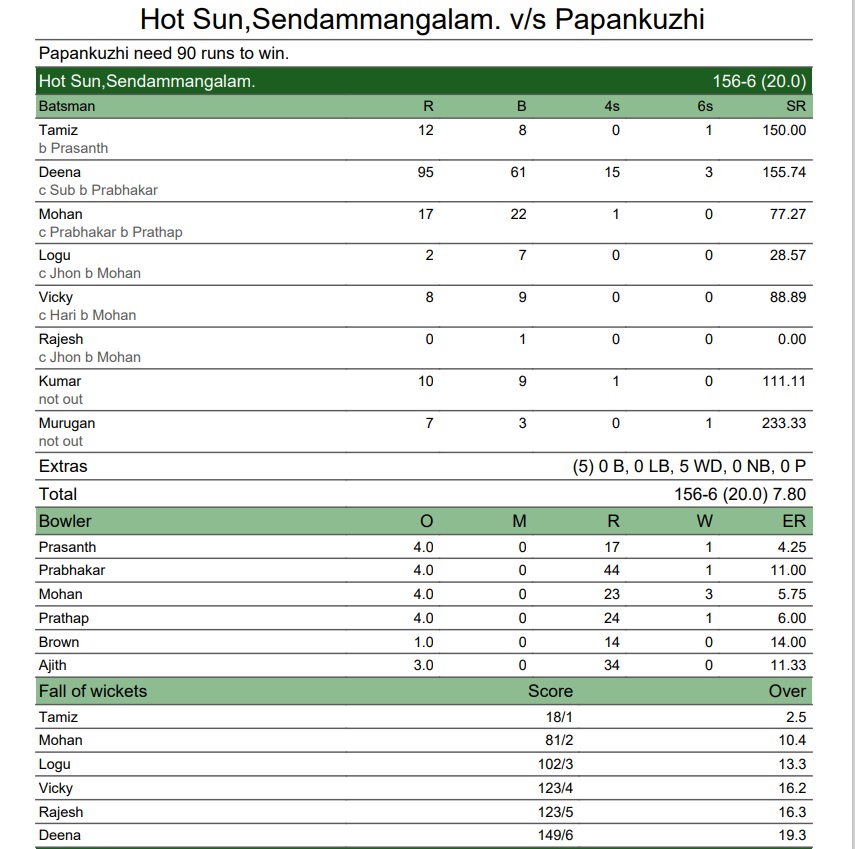 Hot Sun,Sendammangalam. v/s Papankuzhi
Papankuzhi need 90 runs to win.
Hot Sun,Sendammangalam. 156-6 (20.0)
Batsman R B 4s 6s SR
Tamiz 12 8 0 1 150.00
b Prasanth
Deena 95 61 15 3 155.74
c Sub b Prabhakar
Mohan 17 22 1 0 77.27
c Prabhakar b Prathap
Logu 2 7 0 0 28.57
c Jhon b Mohan
Vicky 8 9 0 0 88.89
c Hari b Mohan
Rajesh 0 1 0 0 0.00
c Jhon b Mohan
Kumar 10 9 1 0 111.11
not out
Murugan 7 3 0 1 233.33
not out
Extras (5) 0 B, 0 LB, 5 WD, 0 NB, 0 P
Total 156-6 (20.0) 7.80
Bowler O M R W ER
Prasanth 4.0 0 17 1 4.25
Prabhakar 4.0 0 44 1 11.00
Mohan 4.0 0 23 3 5.75
Prathap 4.0 0 24 1 6.00
Brown 1.0 0 14 0 14.00
Ajith 3.0 0 34 0 11.33
Fall of wickets Score Over
Tamiz 18/1 2.5
Mohan 81/2 10.4
Logu 102/3 13.3
Vicky 123/4 16.2
Rajesh 123/5 16.3
Deena 149/6 19.3